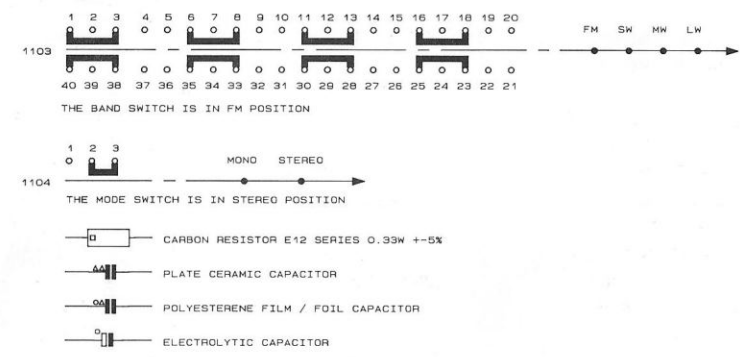 1 2 3 4 5 6 7 8 9 10 11 12 13 14 15 16 17 18 19 20
1103 FM SW MW LW
40 39 38 37 36 35 34 33 32 31 30 29 28 27 26 25 24 23 22 21
THE BAND SWITCH IS IN FM POSITION
1 2 3
MONO STEREO
1104
THE MODE SWITCH IS IN STEREO POSITION
CARBON RESISTOR E12 SERIES 0.33W +-5%
PLATE CERAMIC CAPACITOR
POLYESTERENE FILM / FOIL CAPACITOR
ELECTROLYTIC CAPACITOR